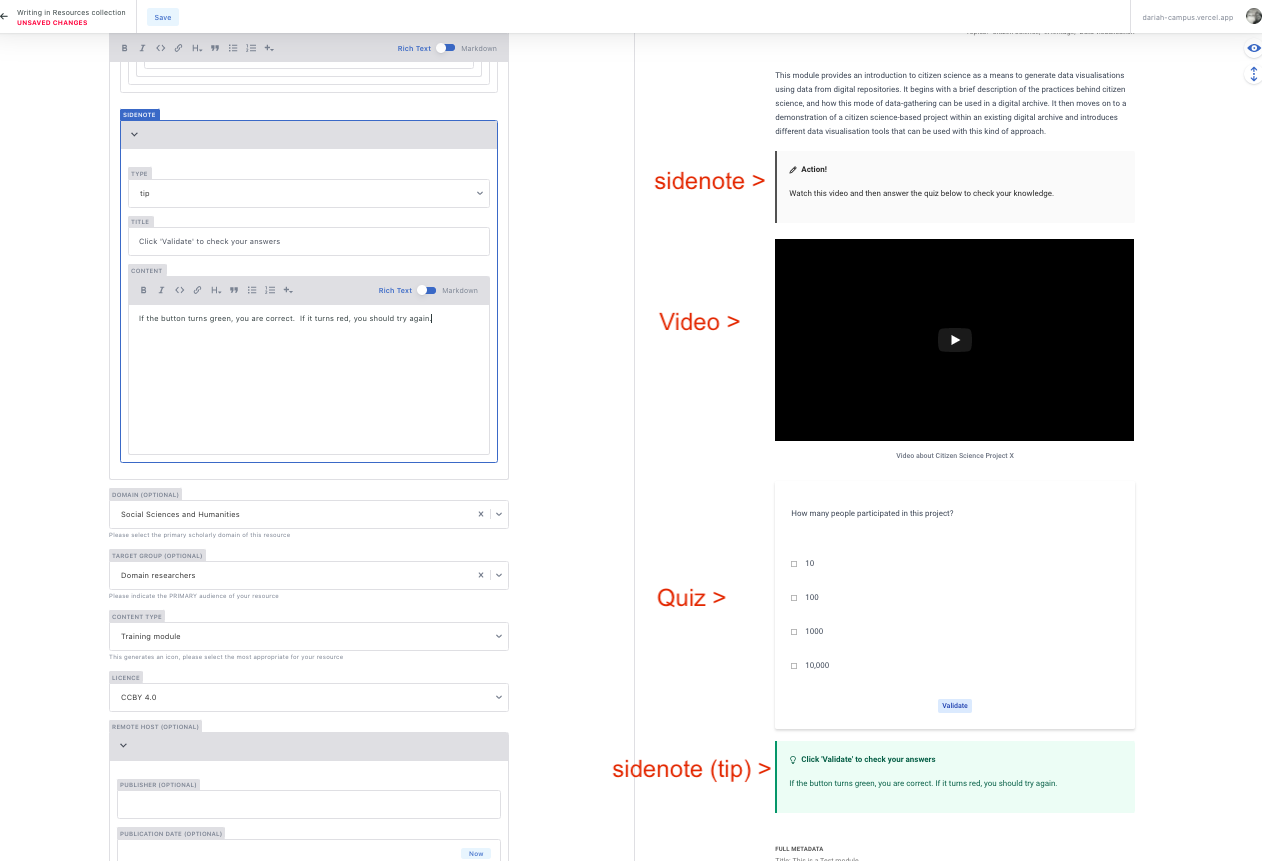 Writing in Resources collection
UNSAVED CHANGES
Save
dariah-campus.vercel.app
Rich Text
Markdown
SIDENOTE
TYPE
tip
TITLE
Click 'Validate' to check your answers
CONTENT
Rich Text
Markdown
If the button turns green, you are correct. If it turns red, you should try again.
DOMAIN (OPTIONAL)
Social Sciences and Humanities
Please select the primary scholarly domain of this resource
TARGET GROUP (OPTIONAL)
Domain researchers
Please indicate the PRIMARY audience of your resource
CONTENT TYPE
Training module
This generates an icon, please select the most appropriate for your resource
LICENCE
CCBY 4.0
REMOTE HOST (OPTIONAL)
PUBLISHER (OPTIONAL)
PUBLICATION DATE (OPTIONAL)
Now
This module provides an introduction to citizen science as a means to generate data visualisations
using data from digital repositories. It begins with a brief description of the practices behind citizen
science, and how this mode of data-gathering can be used in a digital archive. It then moves on to a
demonstration of a citizen science-based project within an existing digital archive and introduces
different data visualisation tools that can be used with this kind of approach.
sidenote >
Action!
Watch this video and then answer the quiz below to check your knowledge.
Video >
Video about Citizen Science Project X
Quiz >
How many people participated in this project?
10
100
1000
10,000
Validate
sidenote (tip) >
Click 'Validate' to check your answers
If the button turns green, you are correct. If it turns red, you should try again.
FULL METADATA
Title: This is a Test module